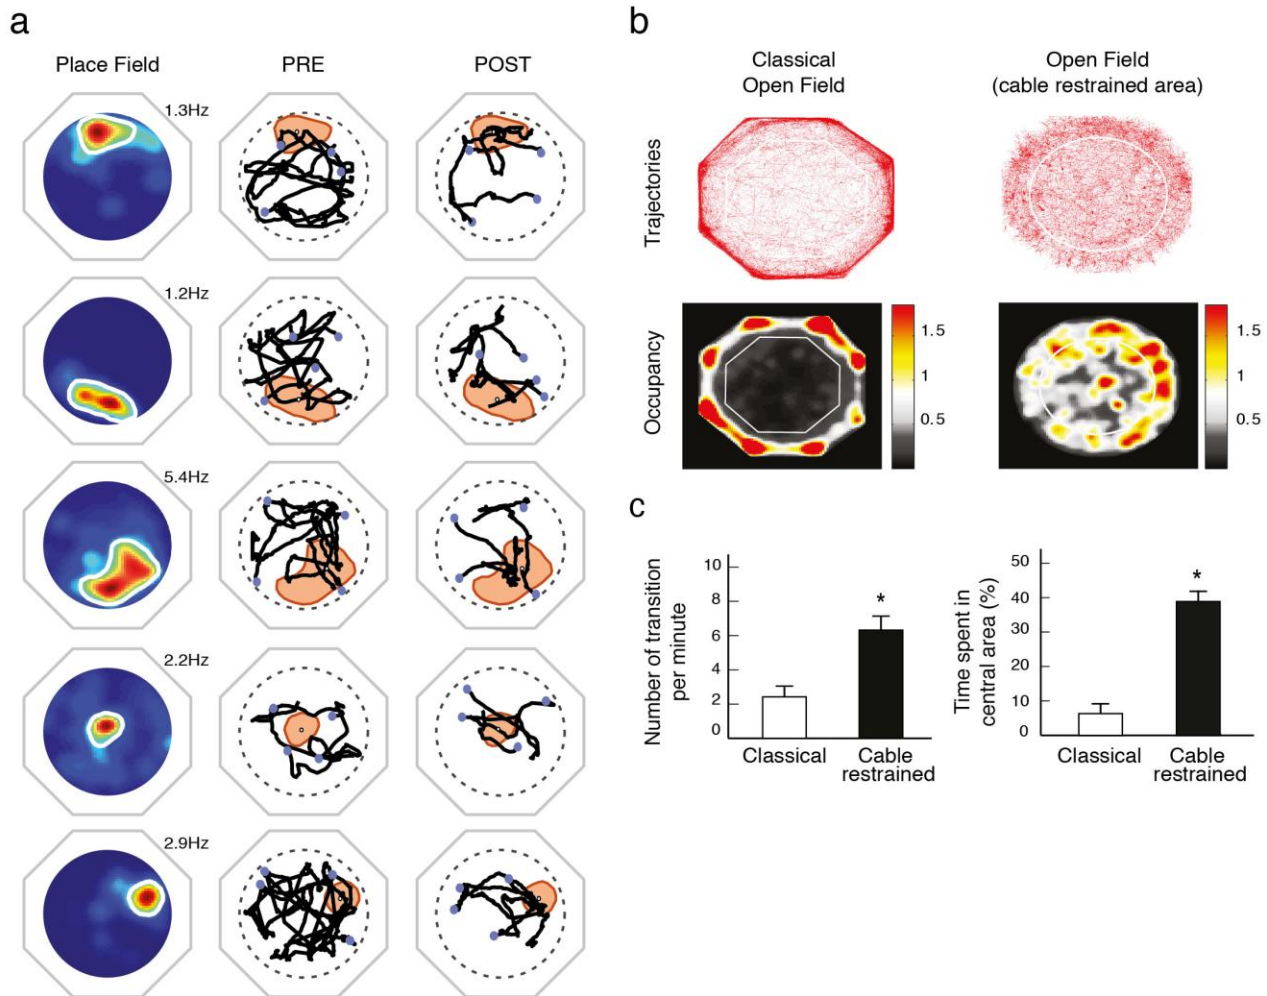 a
Place Field
PRE
POST
1.3Hz
1.2Hz
5.4Hz
2.2Hz
2.9Hz
b
Classical
Open Field
Open Field
(cable restrained area)
Trajectories
Occupancy
1.5
1
0.5
1.5
1
0.5
c
Number of transition
per minute
10
8
6
4
2
0
*
Classical
Cable
restrained
Time spent in
central area (%)
50
40
30
20
10
0
*
Classical
Cable
restrained